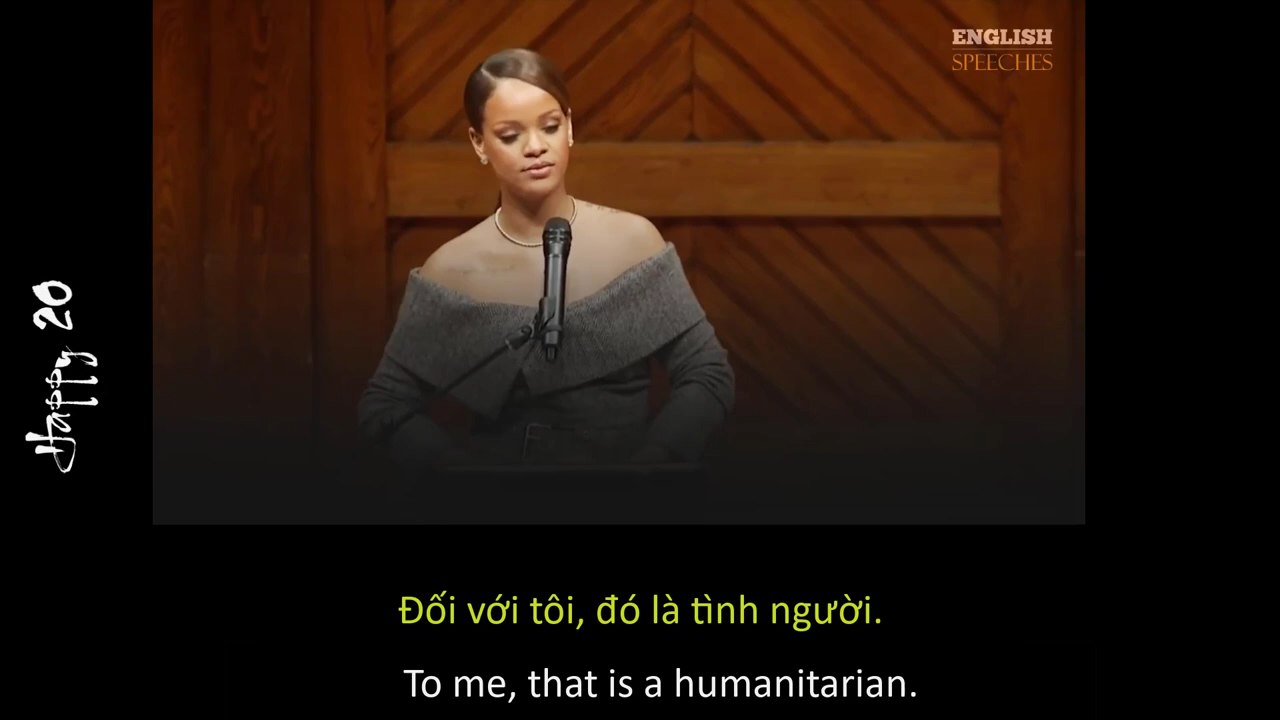 ENGLISH
SPEECHES
Happy 20
Đối với tôi, đó là tình người.
To me, that is a humanitarian.